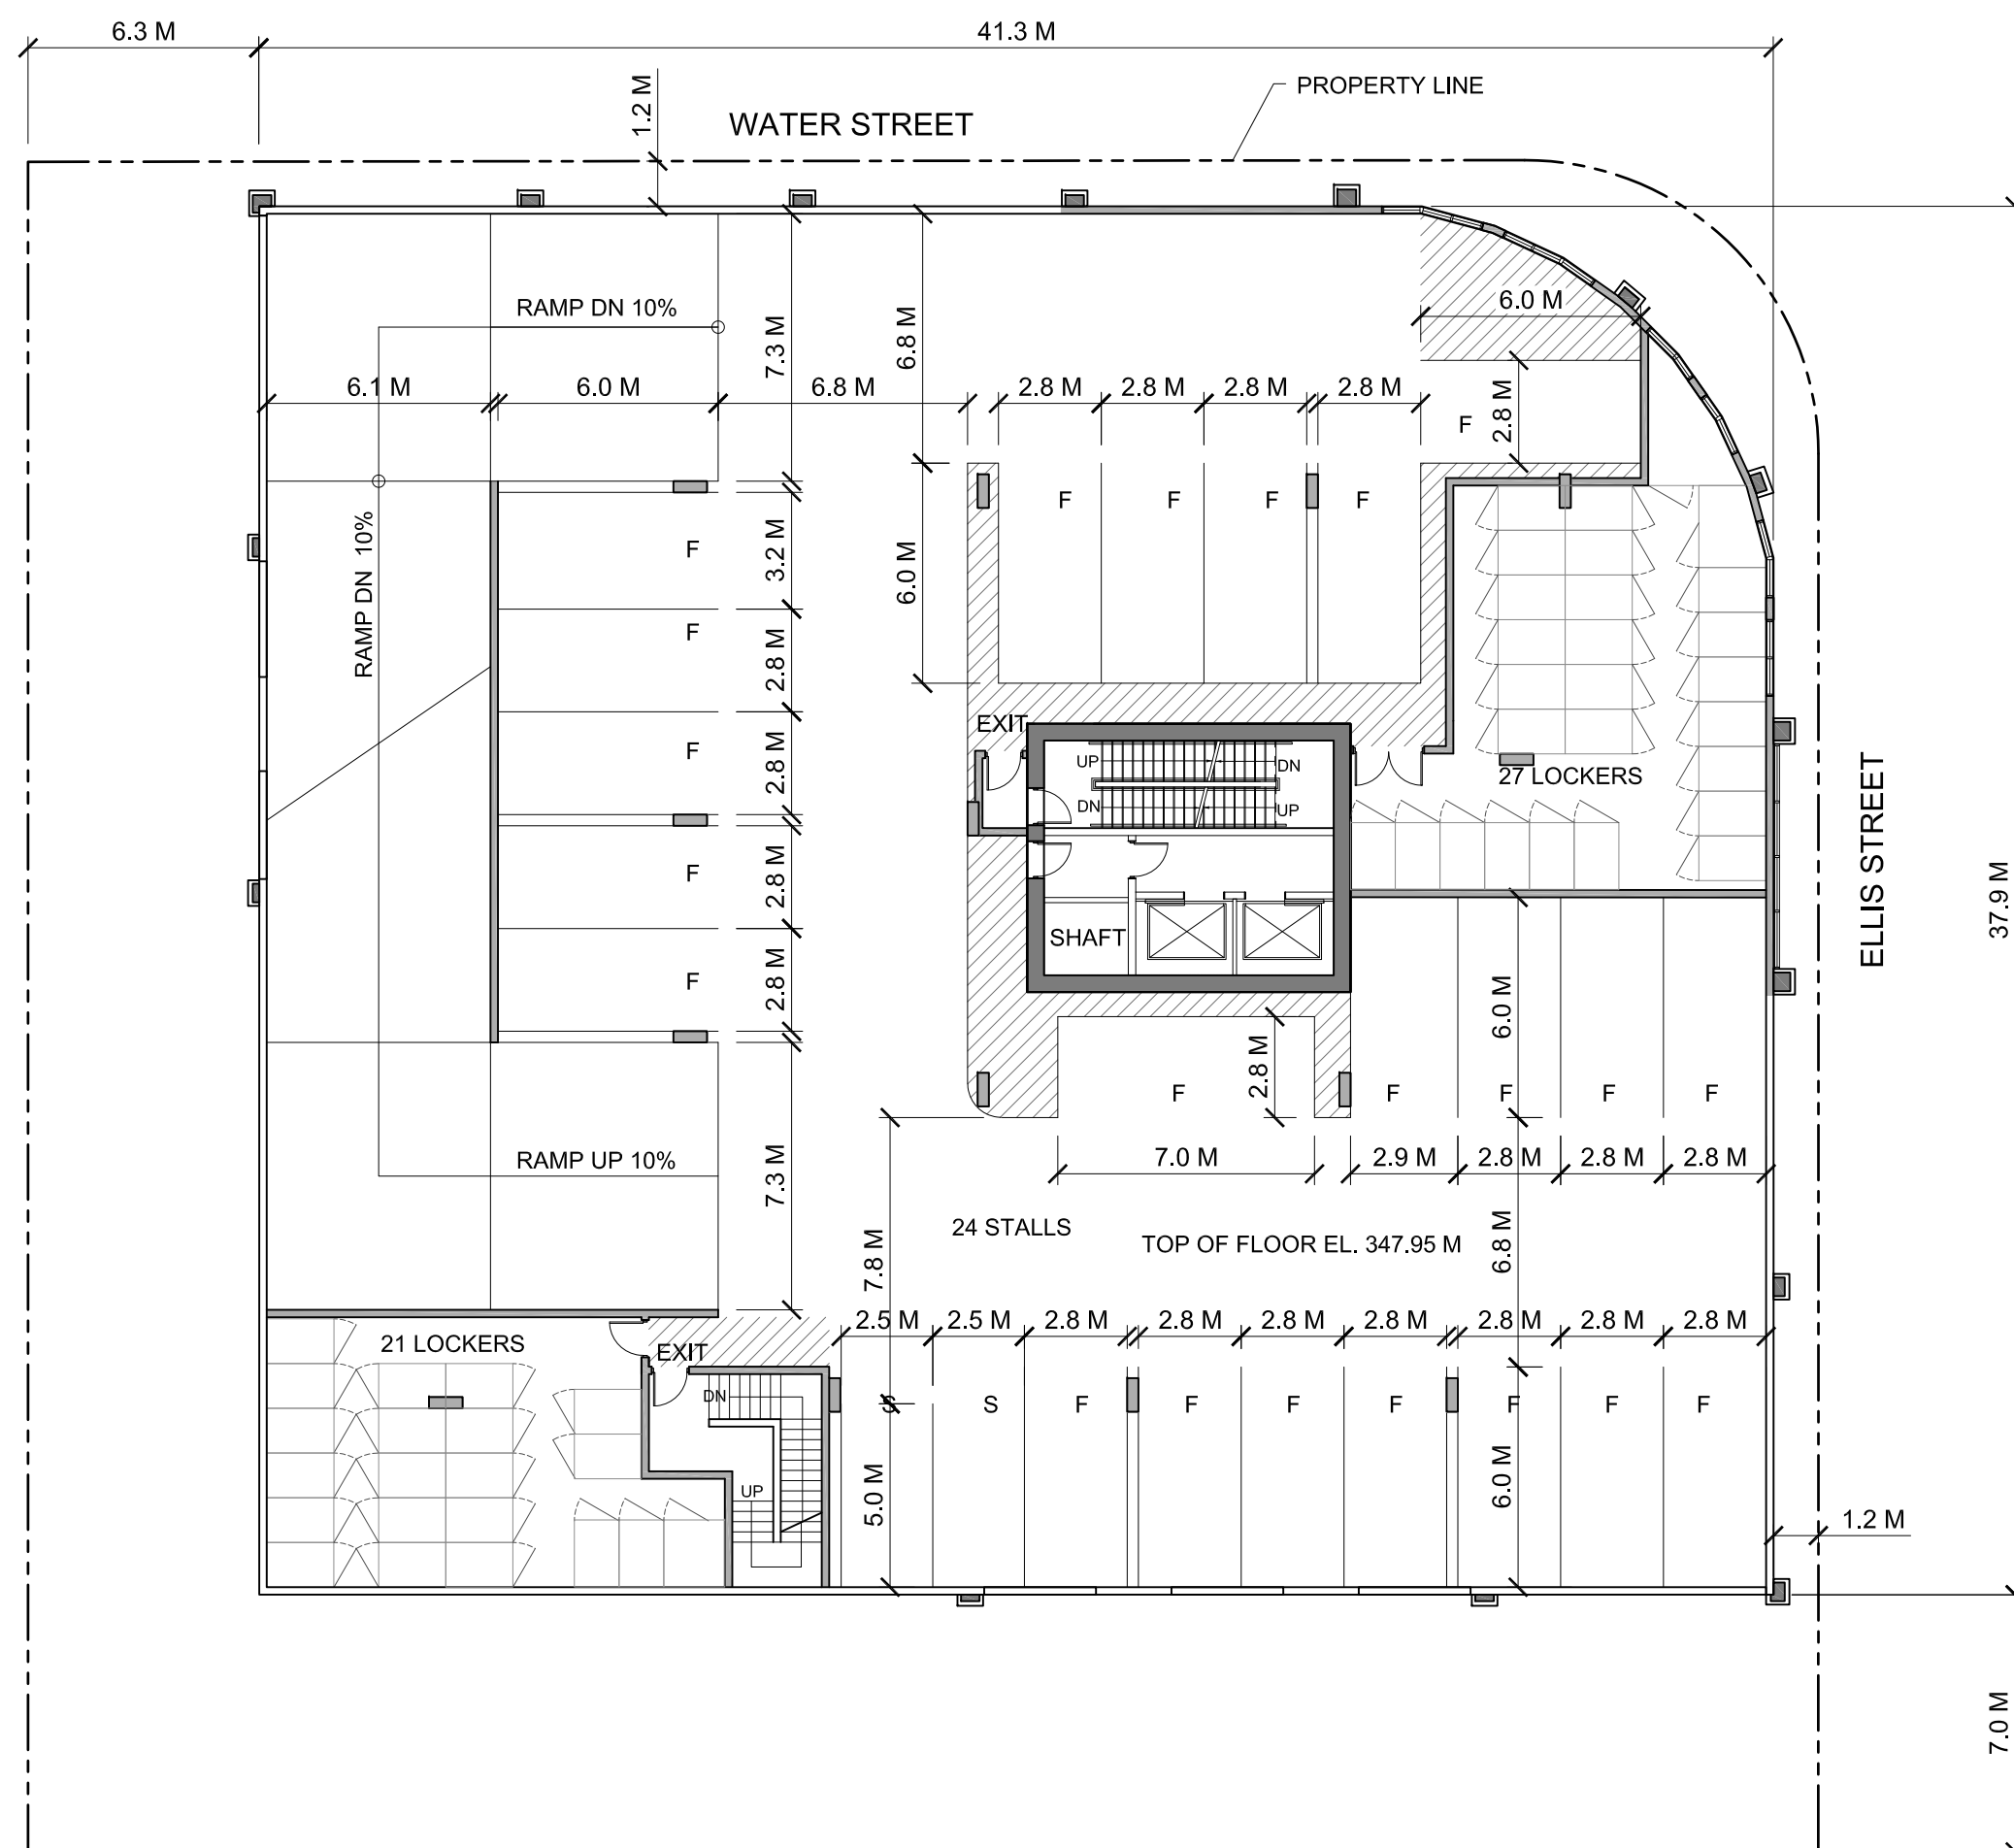 6.3 M
41.3 M
1.2 M
PROPERTY LINE
WATER STREET
RAMP DN 10%
6.0 M
7.3 M
6.8 M
6.1 M
6.0 M
6.8 M
2.8 M
2.8 M
2.8 M
2.8 M
2.8 M
F
F
F
F
F
RAMP DN 10%
F
3.2 M
6.0 M
F
2.8 M
EXIT
F
2.8 M
UP
DN
DN
UP
27 LOCKERS
ELLIS STREET
37.9 M
F
2.8 M
SHAFT
F
2.8 M
6.0 M
2.8 M
F
F
F
F
F
RAMP UP 10%
7.3 M
7.0 M
2.9 M
2.8 M
2.8 M
2.8 M
24 STALLS
TOP OF FLOOR EL. 347.95 M
7.8 M
6.8 M
21 LOCKERS
EXIT
2.5 M
2.5 M
2.8 M
2.8 M
2.8 M
2.8 M
2.8 M
2.8 M
2.8 M
DN
S
S
F
F
F
F
F
F
F
UP
5.0 M
6.0 M
1.2 M
7.0 M